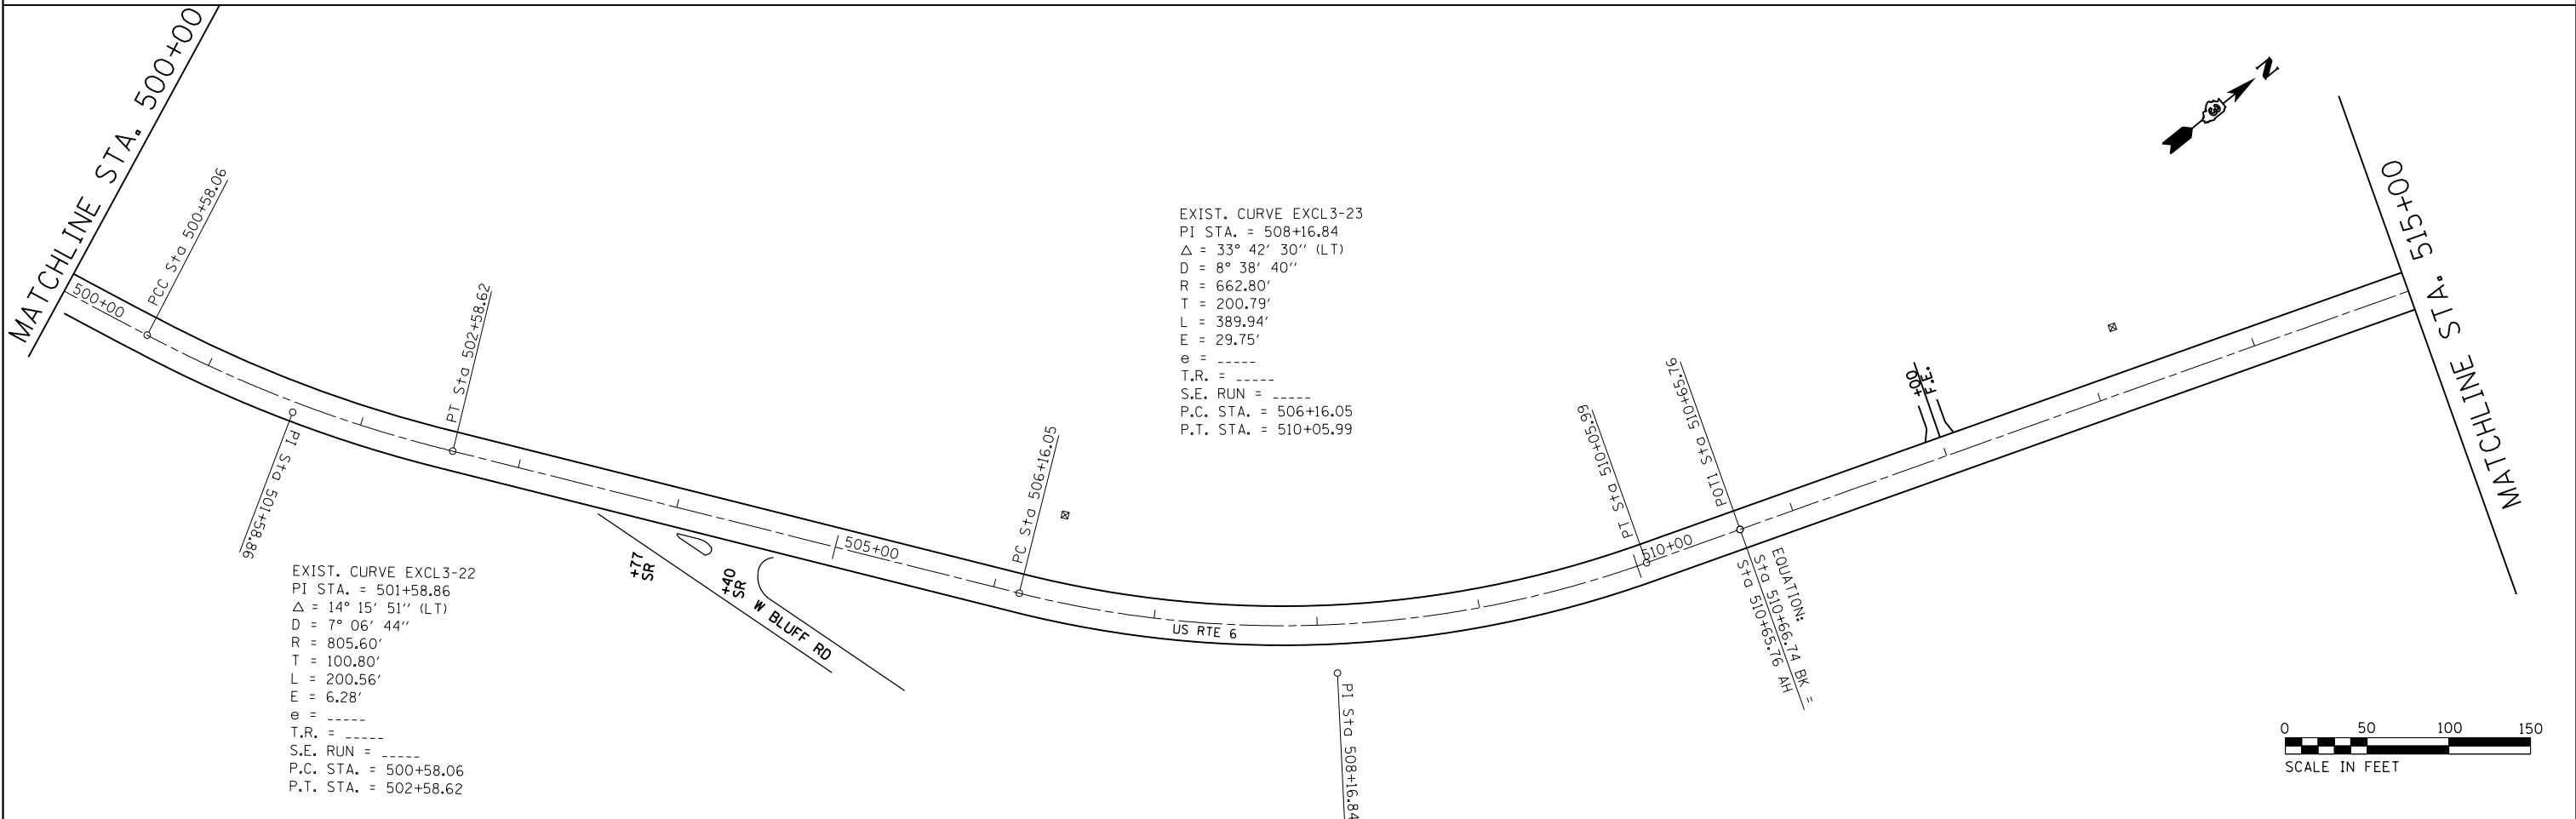 MATCHLINE STA. 500+00
500+00
PCC Sta 500+58.06
PI Sta 501+58.86
PT Sta 502+58.62
EXIST. CURVE EXCL3-22
PI STA. = 501+58.86
Δ = 14° 15' 51'' (LT)
D = 7° 06' 44''
R = 805.60'
T = 100.80'
L = 200.56'
E = 6.28'
e = _____
T.R. = _____
S.E. RUN = _____
P.C. STA. = 500+58.06
P.T. STA. = 502+58.62
+77
SR
+40
SR
W BLUFF RD
505+00
PC Sta 506+16.05
EXIST. CURVE EXCL3-23
PI STA. = 508+16.84
Δ = 33° 42' 30'' (LT)
D = 8° 38' 40''
R = 662.80'
T = 200.79'
L = 389.94'
E = 29.75'
e = _____
T.R. = _____
S.E. RUN = _____
P.C. STA. = 506+16.05
P.T. STA. = 510+05.99
US RTE 6
PI Sta 508+16.84
PT Sta 510+05.99
510+00
POT1 Sta 510+65.76
EQUATION:
Sta 510+66.74 BK =
Sta 510+65.76 AH
+00
F.E.
N
3
MATCHLINE STA. 515+00
0 50 100 150
SCALE IN FEET